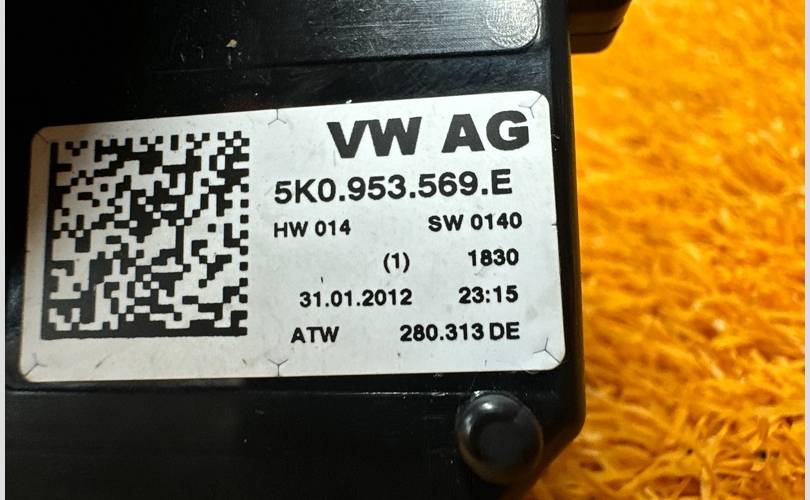 VW AG
5K0.953.569.E
HW 014 SW 0140
(1) 1830
31.01.2012 23:15
ATW 280.313 DE